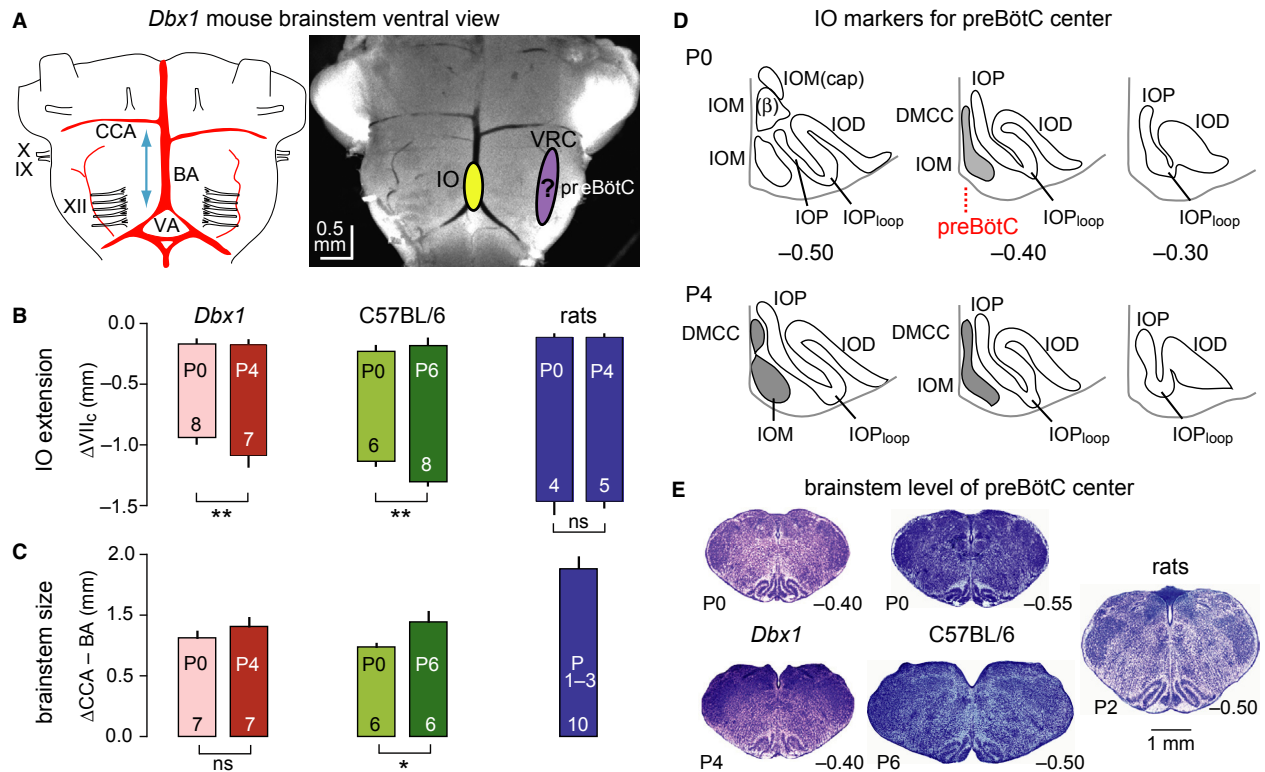 A Dbx1 mouse brainstem ventral view
CCA
X
IX
BA
XII
VA
VRC
IO
?
preBötC
0.5
mm
B
Dbx1 C57BL/6 rats
IO extension
ΔVIIc (mm)
0.0
–0.5
–1.0
–1.5
P0 P4 P0 P6 P0 P4
8 7 6 8 4 5
** ** ns
C
brainstem size
ΔCCA – BA (mm)
2.0
1.5
0.5
0.0
P0 P4 P0 P6 P
1–3
7 7 6 6 10
ns *
D IO markers for preBötC center
P0
IOM(cap)
IOM (β)
IOM
IOP
IOPloop
IOD
–0.50
IOP
DMCC
IOD
IOM
IOPloop
preBötC
–0.40
IOP
IOD
IOPloop
–0.30
P4
IOP
DMCC
IOD
IOM
IOPloop
IOP
DMCC
IOD
IOM
IOPloop
IOP
IOD
IOPloop
E brainstem level of preBötC center
P0 –0.40
P0 –0.55
rats
Dbx1 C57BL/6
P2 –0.50
P4 –0.40
P6 –0.50
1 mm